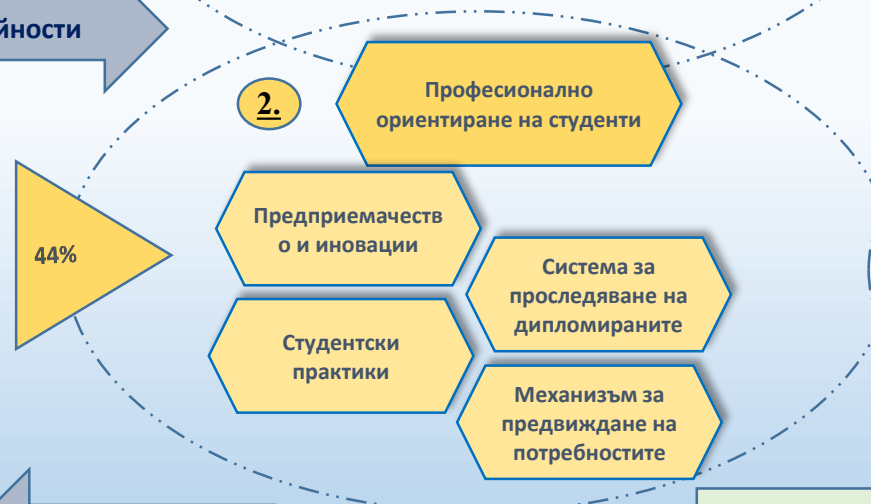 йности
2.
Професионално
ориентиране на студенти
Предприемачеств
о и иновации
44%
Система за
проследяване на
дипломираните
Студентски
практики
Механизъм за
предвиждане на
потребностите